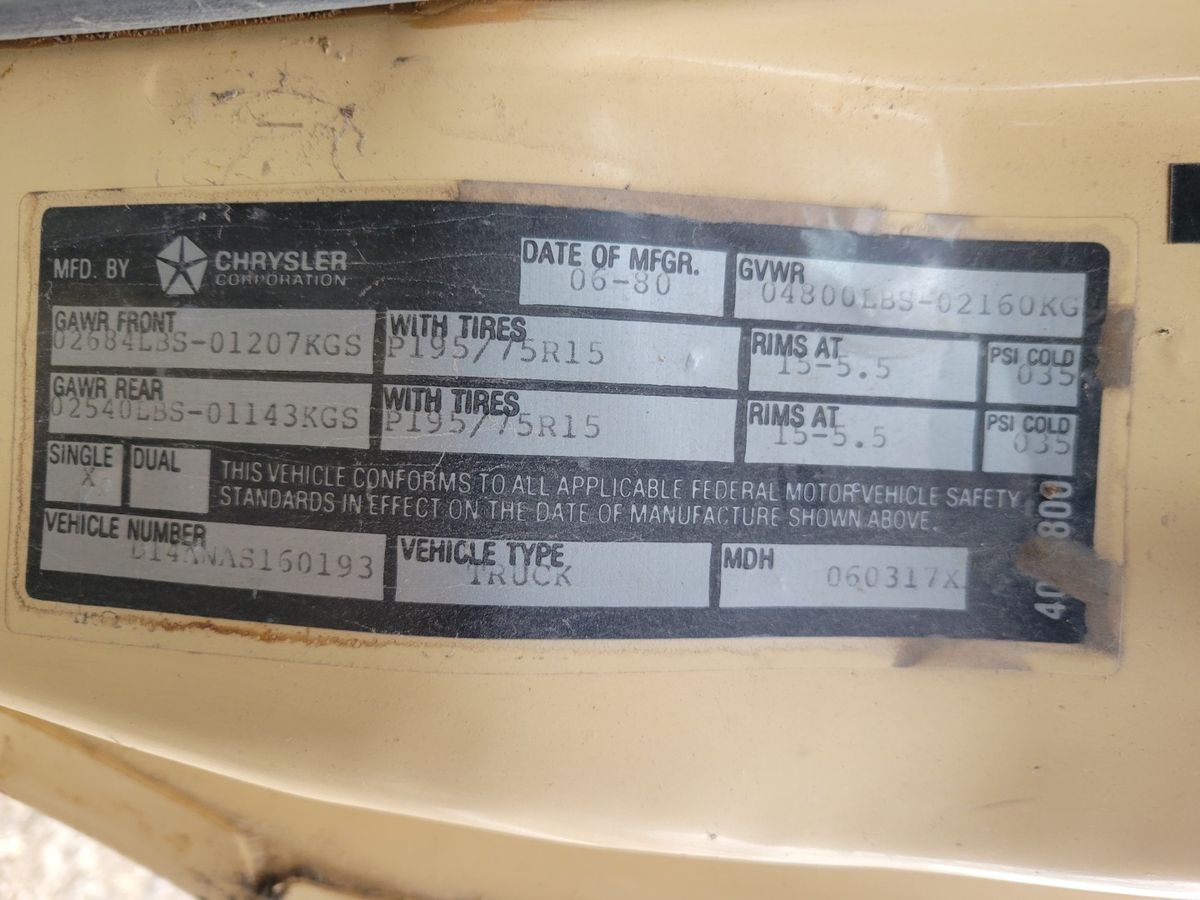 MFD. BY CHRYSLER CORPORATION
DATE OF MFGR.
06-80
GVWR
04800LBS-02160KG
GAWR FRONT
02684LBS-01207KGS
WITH TIRES
P195/75R15
RIMS AT
15-5.5
PSI COLD
035
GAWR REAR
02540LBS-01143KGS
WITH TIRES
P195/75R15
RIMS AT
15-5.5
PSI COLD
035
SINGLE
X
DUAL
THIS VEHICLE CONFORMS TO ALL APPLICABLE FEDERAL MOTOR VEHICLE SAFETY
STANDARDS IN EFFECT ON THE DATE OF MANUFACTURE SHOWN ABOVE.
VEHICLE NUMBER
VEHICLE TYPE
TRUCK
MDH
060317X